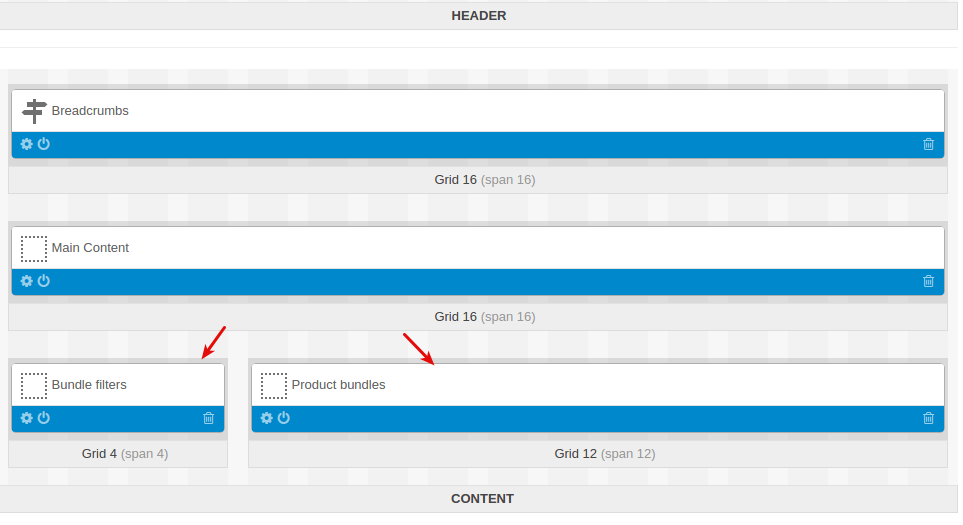 HEADER
Breadcrumbs
Grid 16 (span 16)
Main Content
Grid 16 (span 16)
Bundle filters
Product bundles
Grid 4 (span 4)
Grid 12 (span 12)
CONTENT